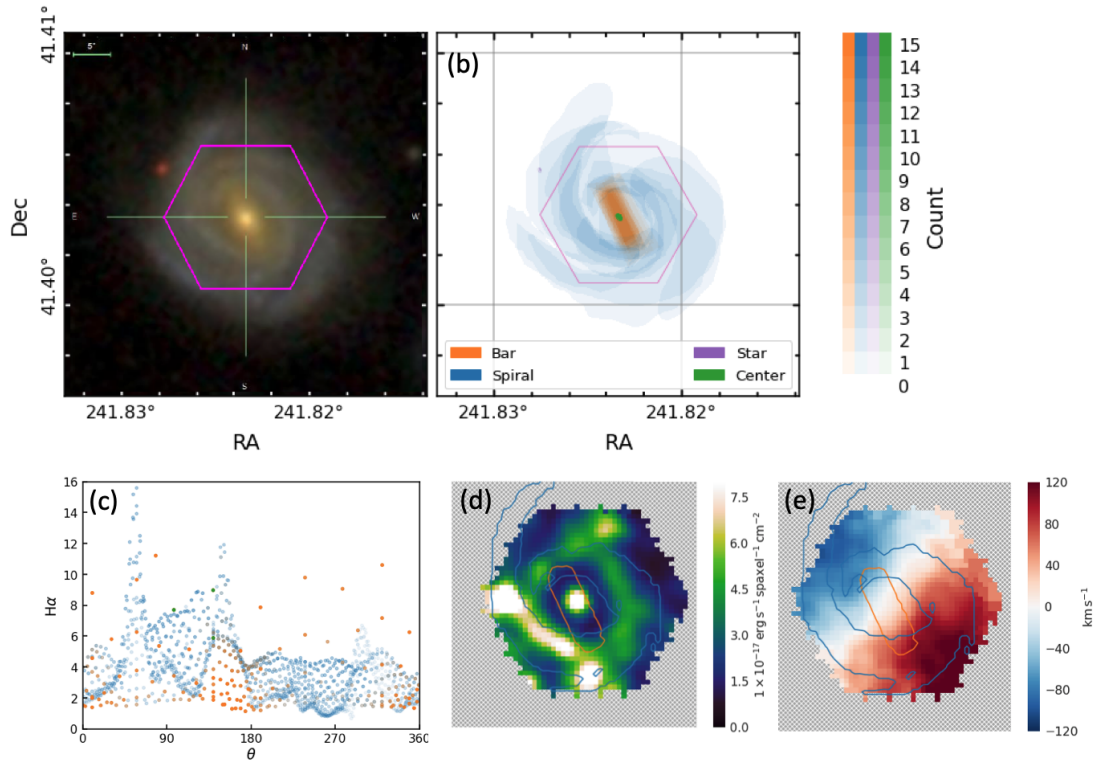 5"
N
E
W
S
41.41°
41.40°
Dec
241.83°
241.82°
RA
(b)
Bar
Spiral
Star
Center
241.83°
241.82°
RA
15
14
13
12
11
10
9
8
7
6
5
4
3
2
1
0
Count
(c)
16
14
12
10
8
6
4
2
0
Hα
0
90
180
270
360
θ
(d)
7.5
6.0
4.5
3.0
1.5
0.0
1 × 10⁻¹⁷ erg s⁻¹ spaxel⁻¹ cm⁻²
(e)
120
80
40
0
−40
−80
−120
km s⁻¹